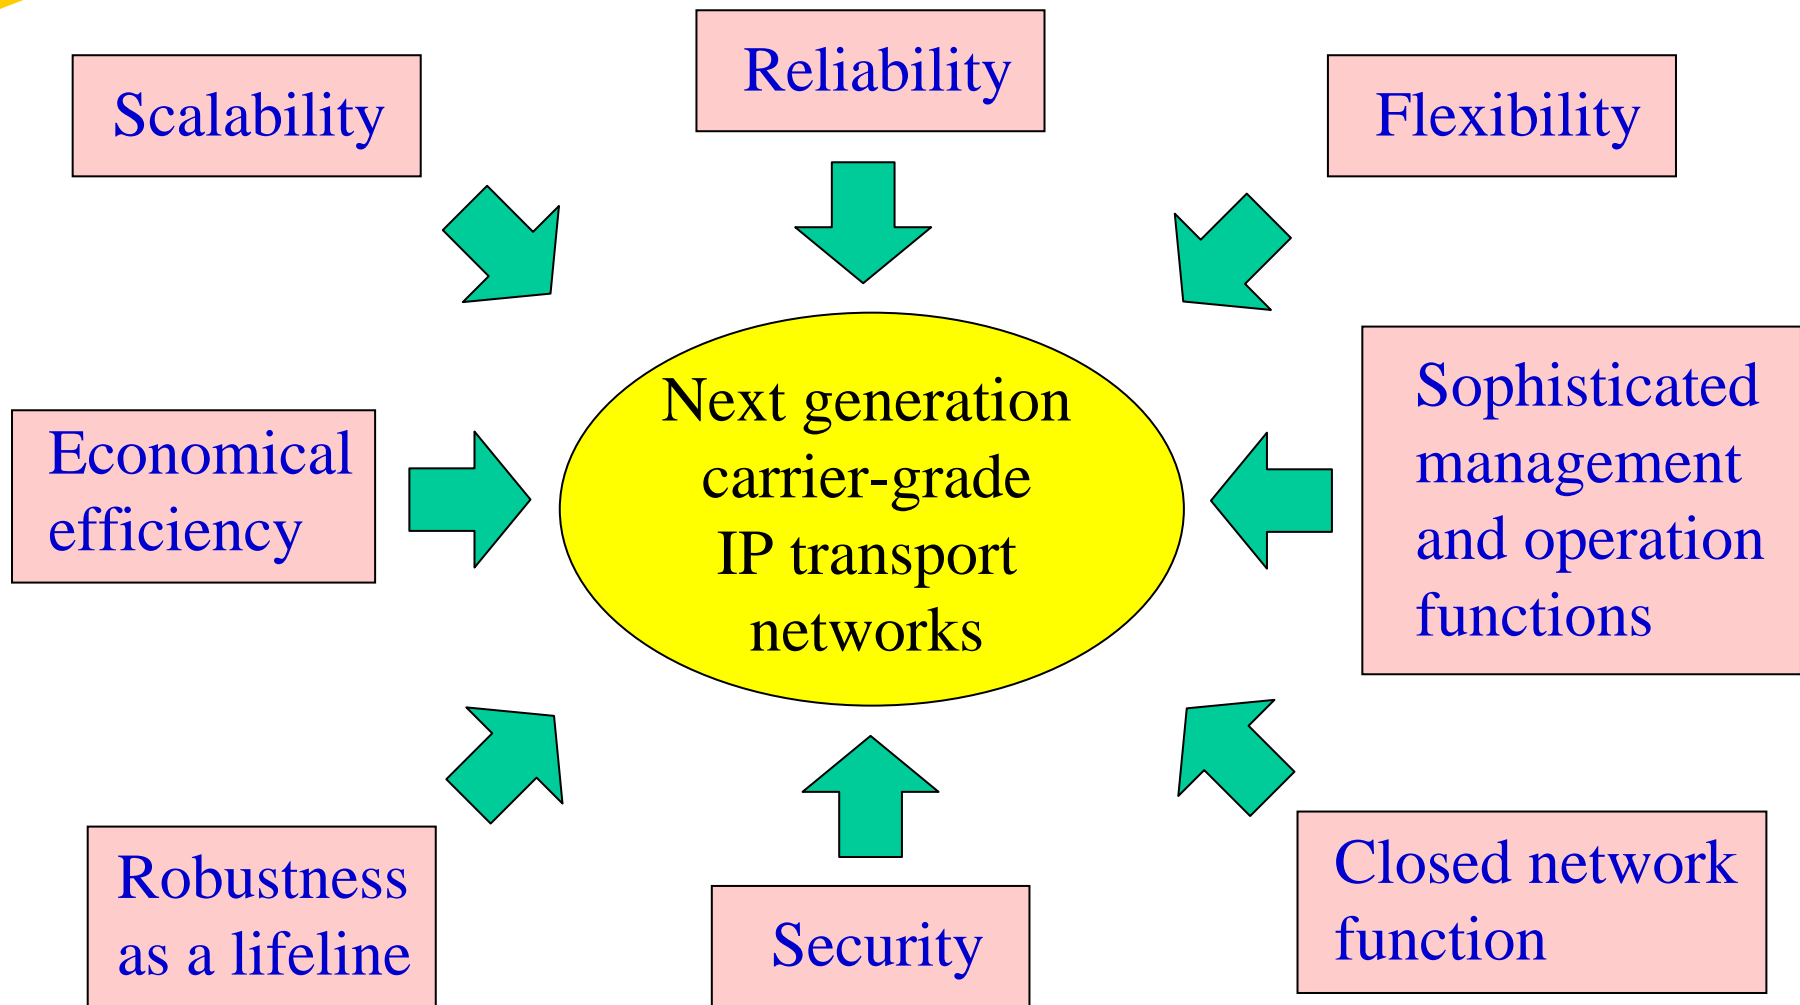 Reliability
Scalability
Flexibility
Next generation
carrier-grade
IP transport
networks
Economical
efficiency
Sophisticated
management
and operation
functions
Robustness
as a lifeline
Security
Closed network
function